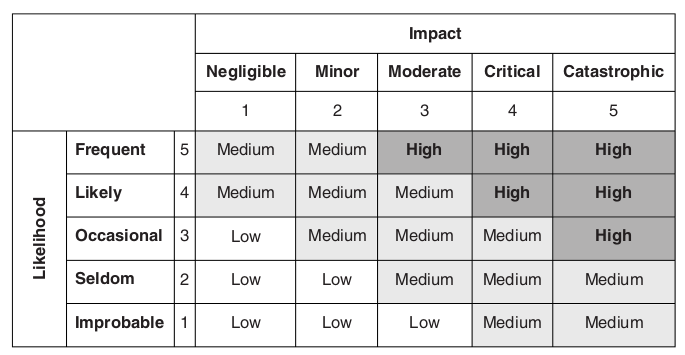 Impact
Negligible Minor Moderate Critical Catastrophic
1 2 3 4 5
Likelihood
Frequent 5 Medium Medium High High High
Likely 4 Medium Medium Medium High High
Occasional 3 Low Medium Medium Medium High
Seldom 2 Low Low Medium Medium Medium
Improbable 1 Low Low Low Medium Medium